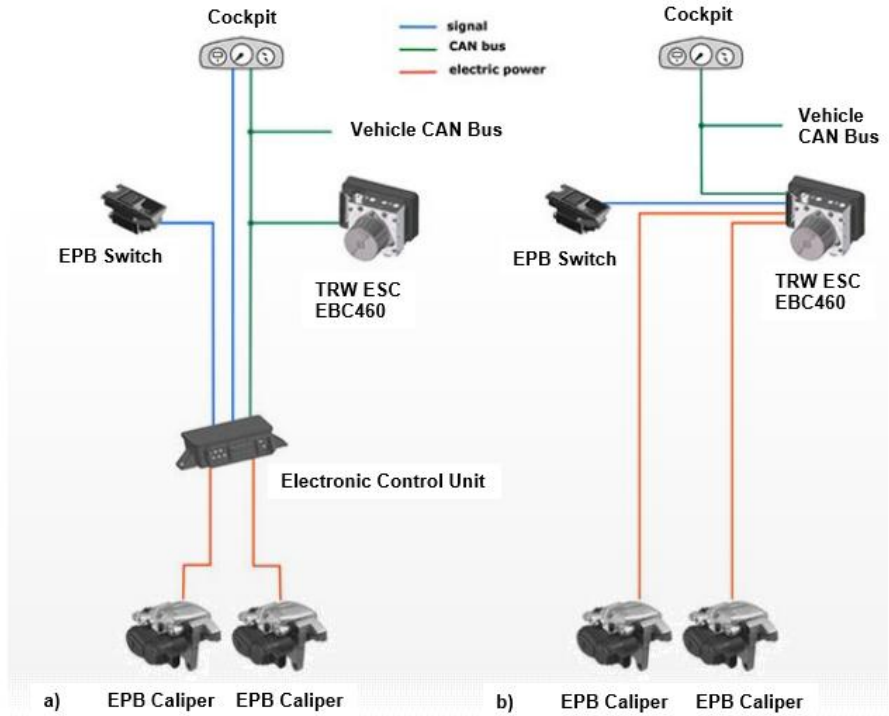 Cockpit
signal
CAN bus
electric power
Vehicle CAN Bus
EPB Switch
TRW ESC
EBC460
Electronic Control Unit
a)
EPB Caliper
EPB Caliper
Cockpit
Vehicle
CAN Bus
EPB Switch
TRW ESC
EBC460
b)
EPB Caliper
EPB Caliper